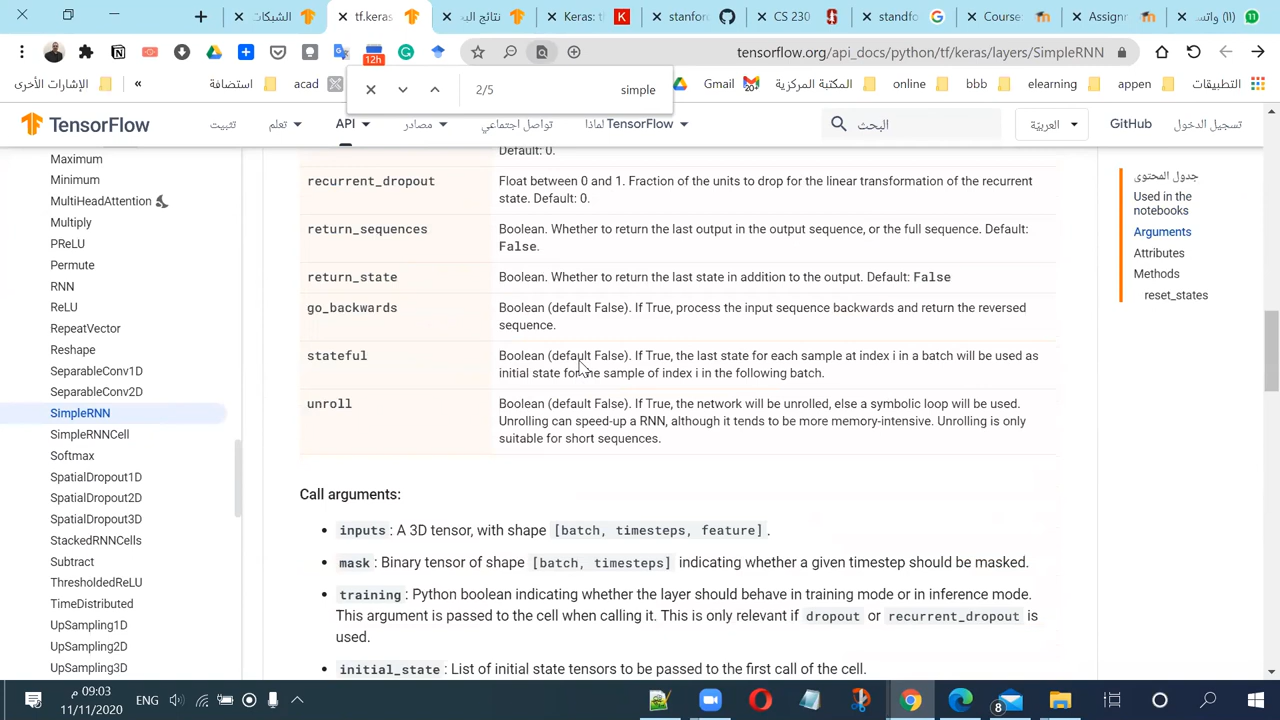 الشبكات
tf.keras
نتائج الب
Keras: th
stanfor
CS 230
standfo
Course
Assignr
واتس (11)
tensorflow.org/api_docs/python/tf/keras/layers/SimpleRNN
12h
الإشارات الأخرى
«
استضافة
acad
simple
2/5
Gmail
المكتبة المركزية
online
bbb
elearning
appen
التطبيقات
TensorFlow
تثبيت
تعلم
API
مصادر
تواصل اجتماعي
لماذا TensorFlow
البحث
العربيّة
GitHub
تسجيل الدخول
Maximum
Minimum
MultiHeadAttention
Multiply
PReLU
Permute
RNN
ReLU
RepeatVector
Reshape
SeparableConv1D
SeparableConv2D
SimpleRNN
SimpleRNNCell
Softmax
SpatialDropout1D
SpatialDropout2D
SpatialDropout3D
StackedRNNCells
Subtract
ThresholdedReLU
TimeDistributed
UpSampling1D
UpSampling2D
UpSampling3D
Default: 0.
recurrent_dropout
Float between 0 and 1. Fraction of the units to drop for the linear transformation of the recurrent
state. Default: 0.
return_sequences
Boolean. Whether to return the last output in the output sequence, or the full sequence. Default:
False.
return_state
Boolean. Whether to return the last state in addition to the output. Default: False
go_backwards
Boolean (default False). If True, process the input sequence backwards and return the reversed
sequence.
stateful
Boolean (default False). If True, the last state for each sample at index i in a batch will be used as
initial state for the sample of index i in the following batch.
unroll
Boolean (default False). If True, the network will be unrolled, else a symbolic loop will be used.
Unrolling can speed-up a RNN, although it tends to be more memory-intensive. Unrolling is only
suitable for short sequences.
Call arguments:
• inputs : A 3D tensor, with shape [batch, timesteps, feature] .
• mask : Binary tensor of shape [batch, timesteps] indicating whether a given timestep should be masked.
• training : Python boolean indicating whether the layer should behave in training mode or in inference mode.
This argument is passed to the cell when calling it. This is only relevant if dropout or recurrent_dropout is
used.
• initial_state : List of initial state tensors to be passed to the first call of the cell.
جدول المحتوى
Used in the
notebooks
Arguments
Attributes
Methods
reset_states
09:03 م
11/11/2020
ENG
8